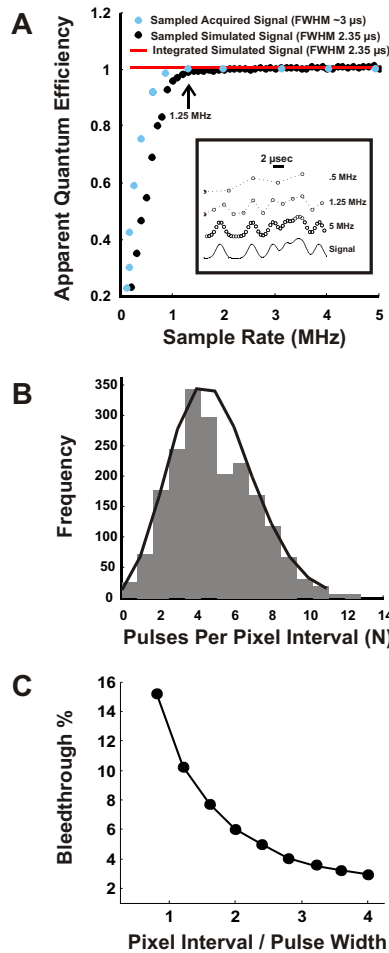 A
Sampled Acquired Signal (FWHM ~3 µs)
Sampled Simulated Signal (FWHM 2.35 µs)
Integrated Simulated Signal (FWHM 2.35 µs)
Apparent Quantum Efficiency
1.2
1
0.8
0.6
0.4
0.2
1.25 MHz
2 µsec
.5 MHz
1.25 MHz
5 MHz
Signal
0 1 2 3 4 5
Sample Rate (MHz)
B
Frequency
350
300
250
200
150
100
50
0
0 2 4 6 8 10 12 14
Pulses Per Pixel Interval (N)
C
Bleedthrough %
16
14
12
10
8
6
4
2
1 2 3 4
Pixel Interval / Pulse Width